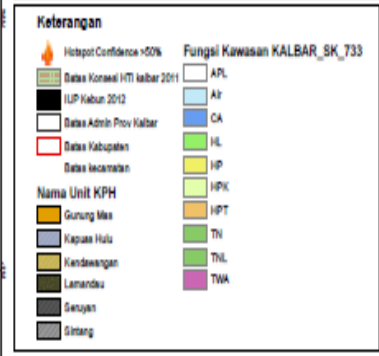 Keterangan
Hotspot Confidence >50%
Batas Konsesi HTI kalbar 2011
IUP Kebun 2012
Batas Admin Prov Kalbar
Batas Kabupaten
Batas kecamatan
Nama Unit KPH
Gunung Mas
Kapuas Hulu
Kendawangan
Lamandau
Seruyan
Sintang
Fungsi Kawasan KALBAR_SK_733
APL
Air
CA
HL
HP
HPK
HPT
TN
TNL
TWA